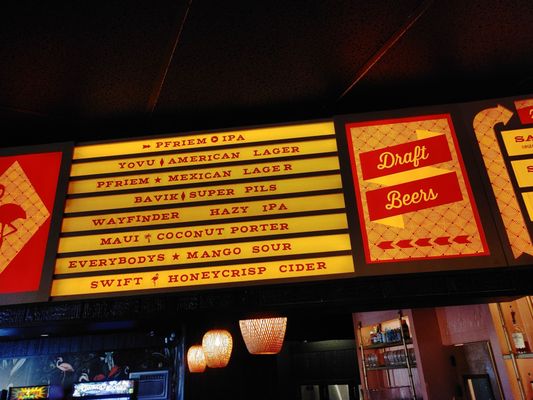 PFRIEM IPA
YOVU AMERICAN LAGER
PFRIEM ★ MEXICAN LAGER
BAVIK SUPER PILS
WAYFINDER HAZY IPA
MAUI COCONUT PORTER
EVERYBODYS ★ MANGO SOUR
SWIFT HONEYCRISP CIDER
Draft
Beers
SA